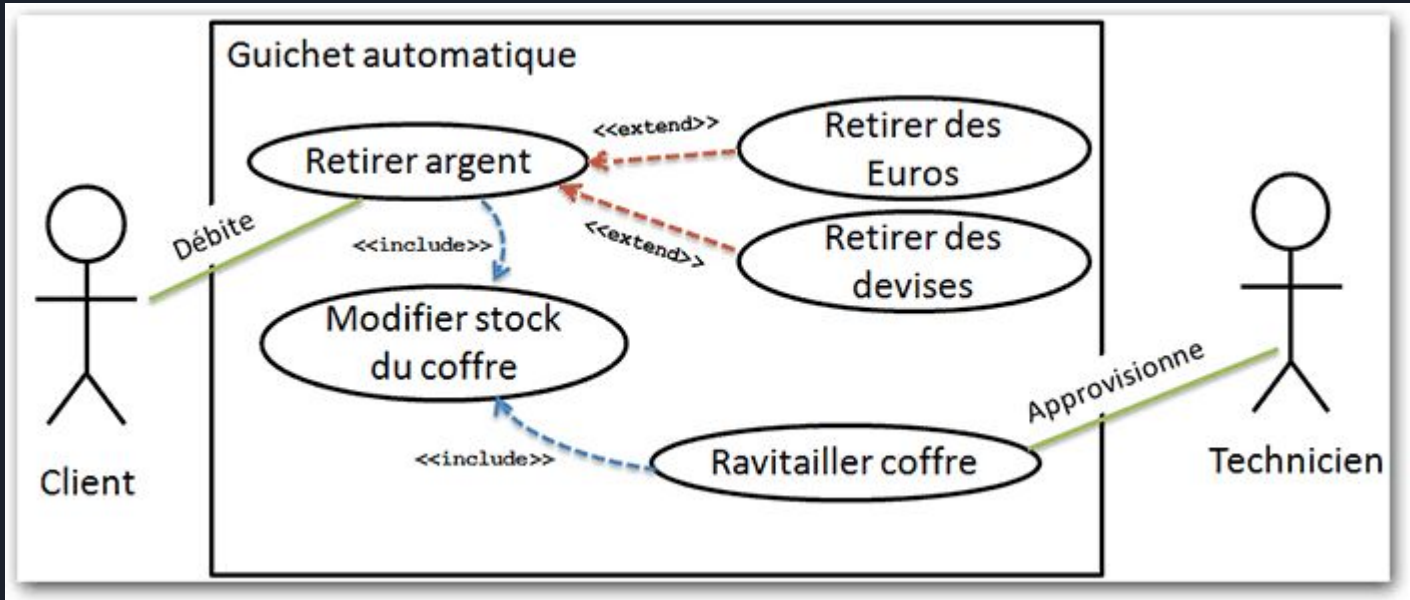 Guichet automatique
<<extend>>
Retirer des
Euros
Retirer argent
Débite
<<include>>
<<extend>>
Retirer des
devises
Modifier stock
du coffre
Approvisionne
<<include>>
Ravitailler coffre
Client
Technicien